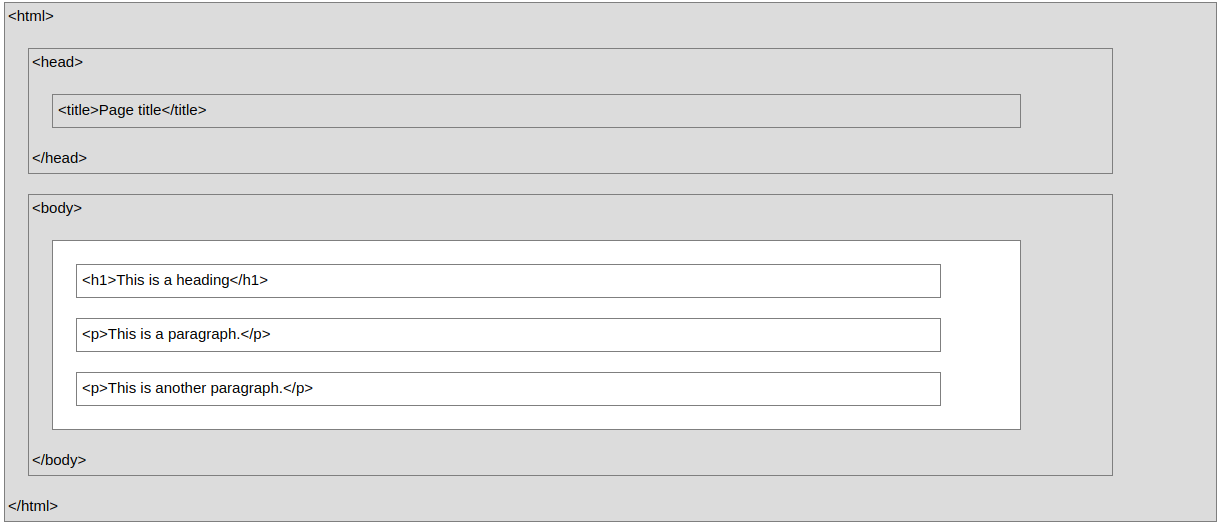 <html>
<head>
<title>Page title</title>
</head>
<body>
<h1>This is a heading</h1>
<p>This is a paragraph.</p>
<p>This is another paragraph.</p>
</body>
</html>